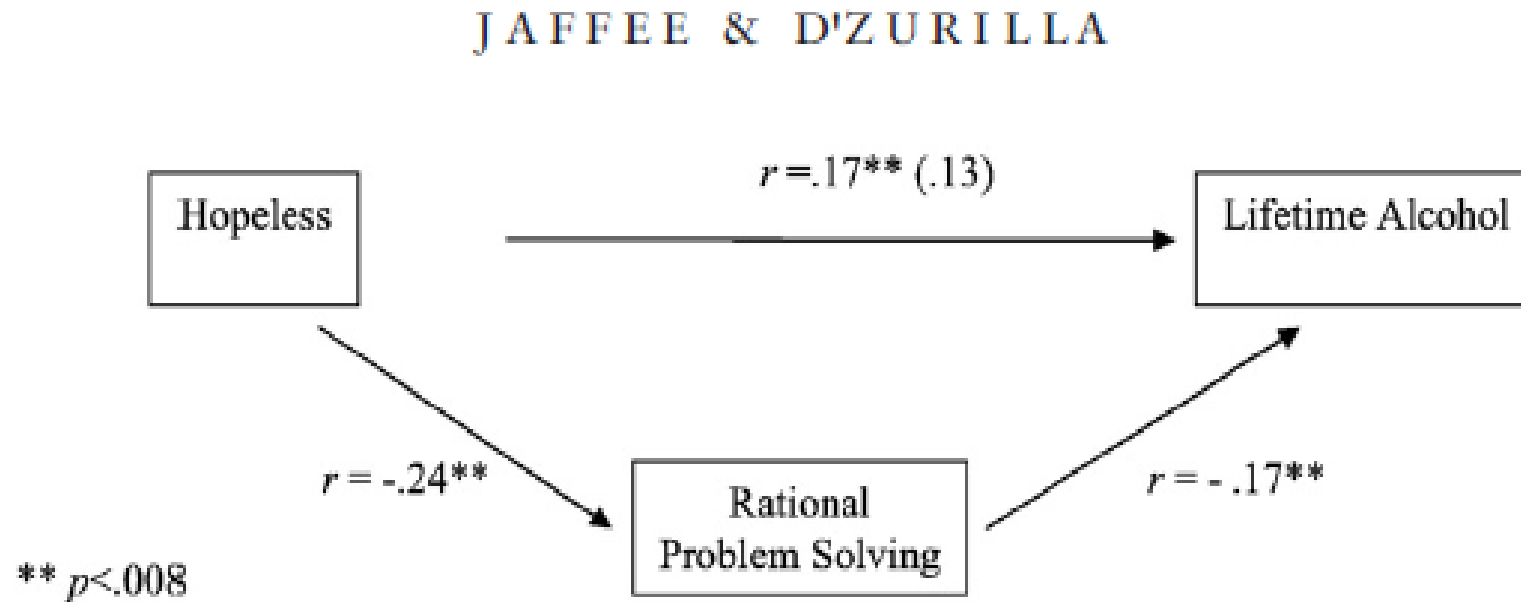 JAFFEE & D'ZURILLA
r =.17** (.13)
Hopeless
Lifetime Alcohol
r = -.24**
r = - .17**
Rational
Problem Solving
** p<.008